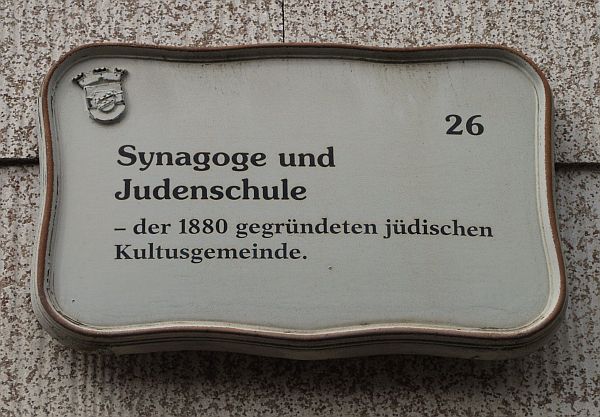 26
Synagoge und
Judenschule
– der 1880 gegründeten jüdischen
Kultusgemeinde.